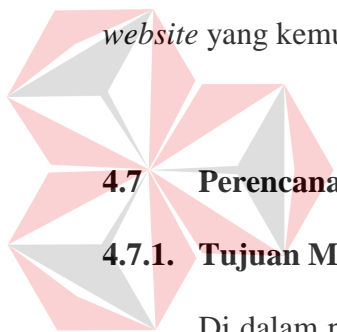 website yang kemu
4.7 Perencana
4.7.1. Tujuan M
Di dalam